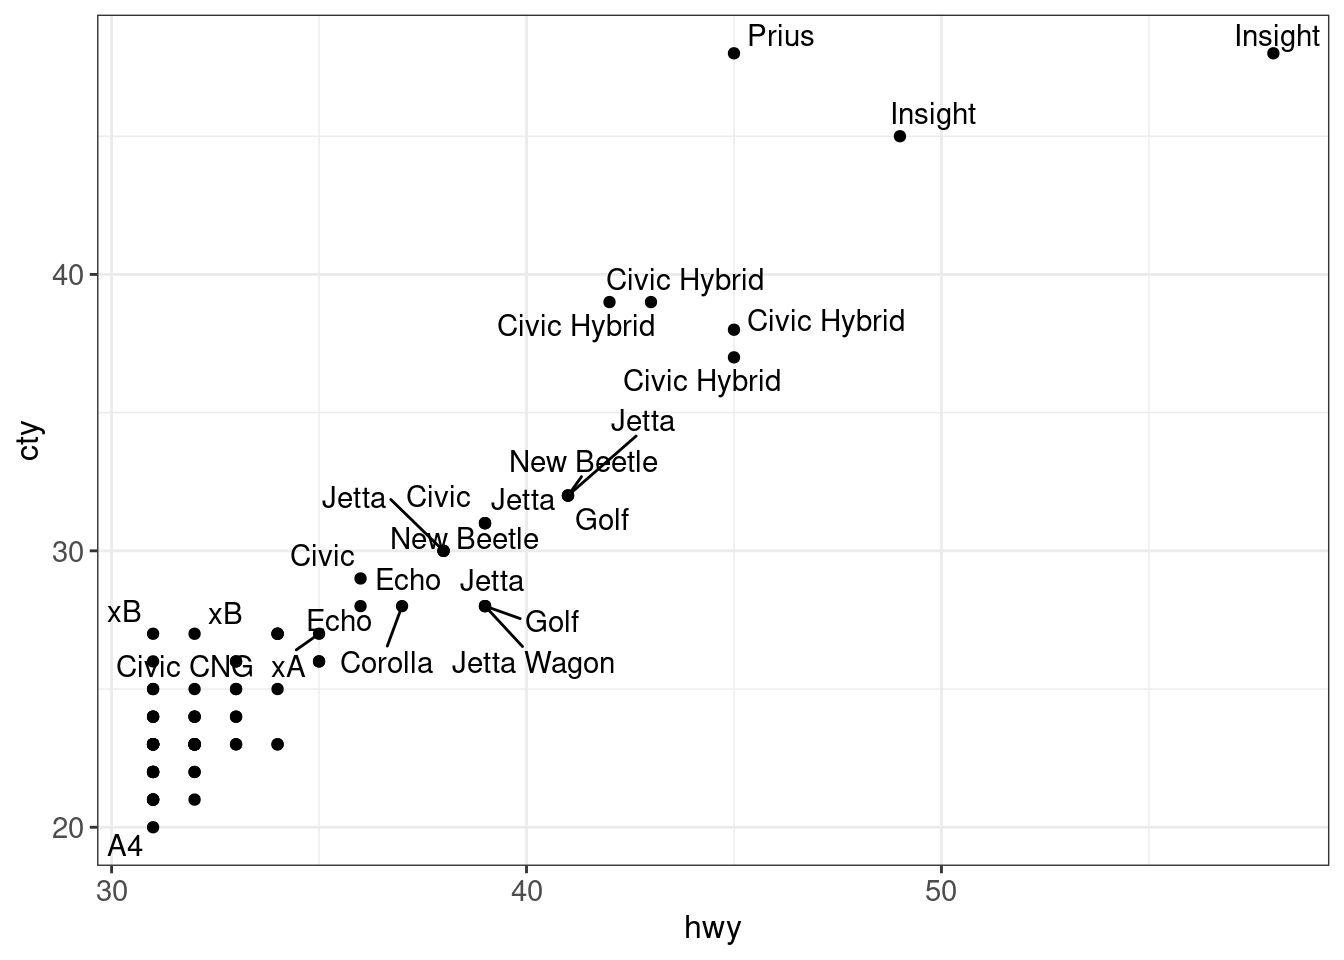 Prius
Insight
Insight
40
Civic Hybrid
Civic Hybrid
Civic Hybrid
Civic Hybrid
Jetta
cty
New Beetle
Jetta
Civic
Jetta
Golf
New Beetle
30
Civic
Echo
Jetta
xB
xB
Echo
Golf
Civic CNG
xA
Corolla
Jetta Wagon
20
A4
30
40
50
hwy